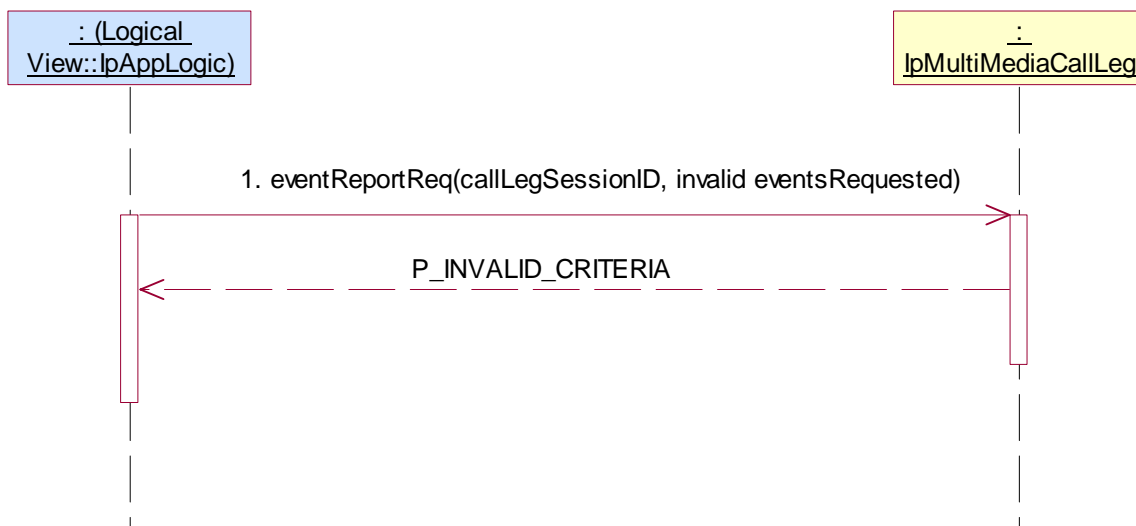 : (Logical
View::IpAppLogic)
:
IpMultiMediaCallLeg
1. eventReportReq(callLegSessionID, invalid eventsRequested)
P_INVALID_CRITERIA